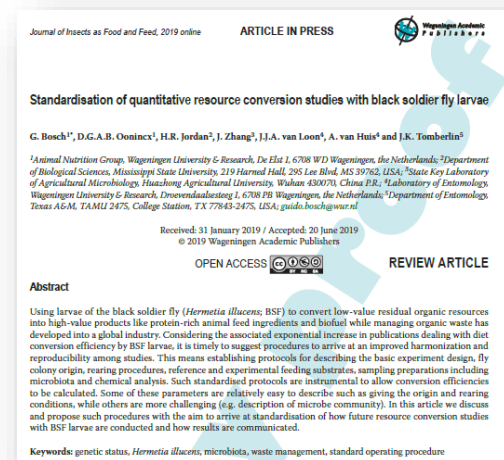 Journal of Insects as Food and Feed, 2019 online
ARTICLE IN PRESS
Wageningen Academic
Publishers
Standardisation of quantitative resource conversion studies with black soldier fly larvae
G. Bosch1*, D.G.A.B. Oonincx1, H.R. Jordan2, J. Zhang3, J.J.A. van Loon4, A. van Huis4 and J.K. Tomberlin5
1Animal Nutrition Group, Wageningen University & Research, De Elst 1, 6708 WD Wageningen, the Netherlands; 2Department
of Biological Sciences, Mississippi State University, 219 Harned Hall, 295 Lee Blvd, MS 39762, USA; 3State Key Laboratory
of Agricultural Microbiology, Huazhong Agricultural University, Wuhan 430070, China P.R.; 4Laboratory of Entomology,
Wageningen University & Research, Droevendaalsesteeg 1, 6708 PB Wageningen, the Netherlands; 5Department of Entomology,
Texas A&M, TAMU 2475, College Station, TX 77843-2475, USA; guido.bosch@wur.nl
Received: 31 January 2019 / Accepted: 20 June 2019
© 2019 Wageningen Academic Publishers
OPEN ACCESS
BY NC SA
REVIEW ARTICLE
Abstract
Using larvae of the black soldier fly (Hermetia illucens; BSF) to convert low-value residual organic resources
into high-value products like protein-rich animal feed ingredients and biofuel while managing organic waste has
developed into a global industry. Considering the associated exponential increase in publications dealing with diet
conversion efficiency by BSF larvae, it is timely to suggest procedures to arrive at an improved harmonization and
reproducibility among studies. This means establishing protocols for describing the basic experiment design, fly
colony origin, rearing procedures, reference and experimental feeding substrates, sampling preparations including
microbiota and chemical analysis. Such standardised protocols are instrumental to allow conversion efficiencies
to be calculated. Some of these parameters are relatively easy to describe such as giving the origin and rearing
conditions, while others are more challenging (e.g. description of microbe community). In this article we discuss
and propose such procedures with the aim to arrive at standardisation of how future resource conversion studies
with BSF larvae are conducted and how results are communicated.
Keywords: genetic status, Hermetia illucens, microbiota, waste management, standard operating procedure